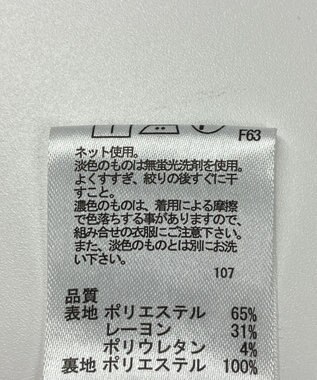 F63
ネット使用。
淡色のものは無蛍光洗剤を使用。
よくすすぎ、絞りの後すぐに干
すこと。
濃色のものは、着用による摩擦
で色落ちする事がありますので、
組み合せの衣服にご注意下さい。
また、淡色のものとは別にお洗
い下さい。
107
品質
表地 ポリエステル 65%
レーヨン 31%
ポリウレタン 4%
裏地 ポリエステル 100%